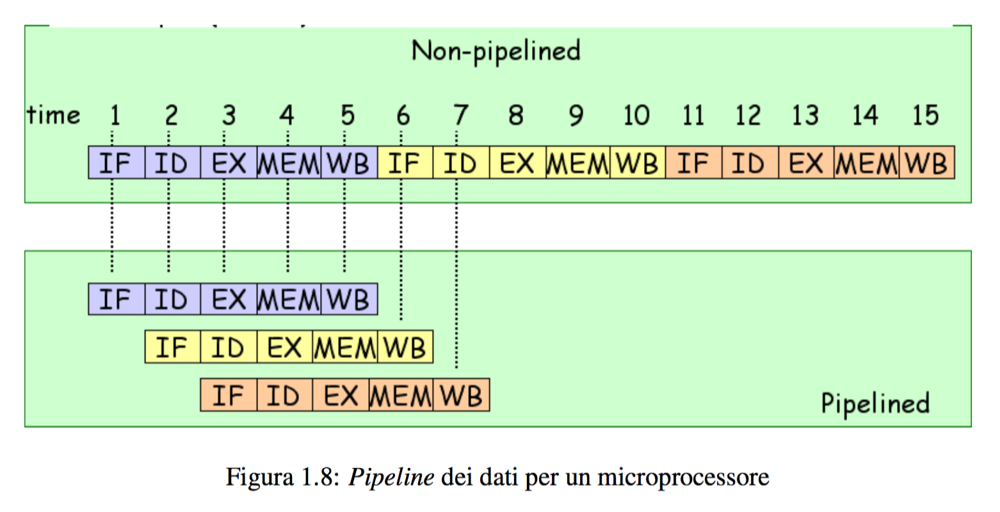 Non-pipelined
time 1 2 3 4 5 6 7 8 9 10 11 12 13 14 15
IF ID EX MEM WB IF ID EX MEM WB IF ID EX MEM WB
IF ID EX MEM WB
IF ID EX MEM WB
IF ID EX MEM WB
Pipelined
Figura 1.8: Pipeline dei dati per un microprocessore